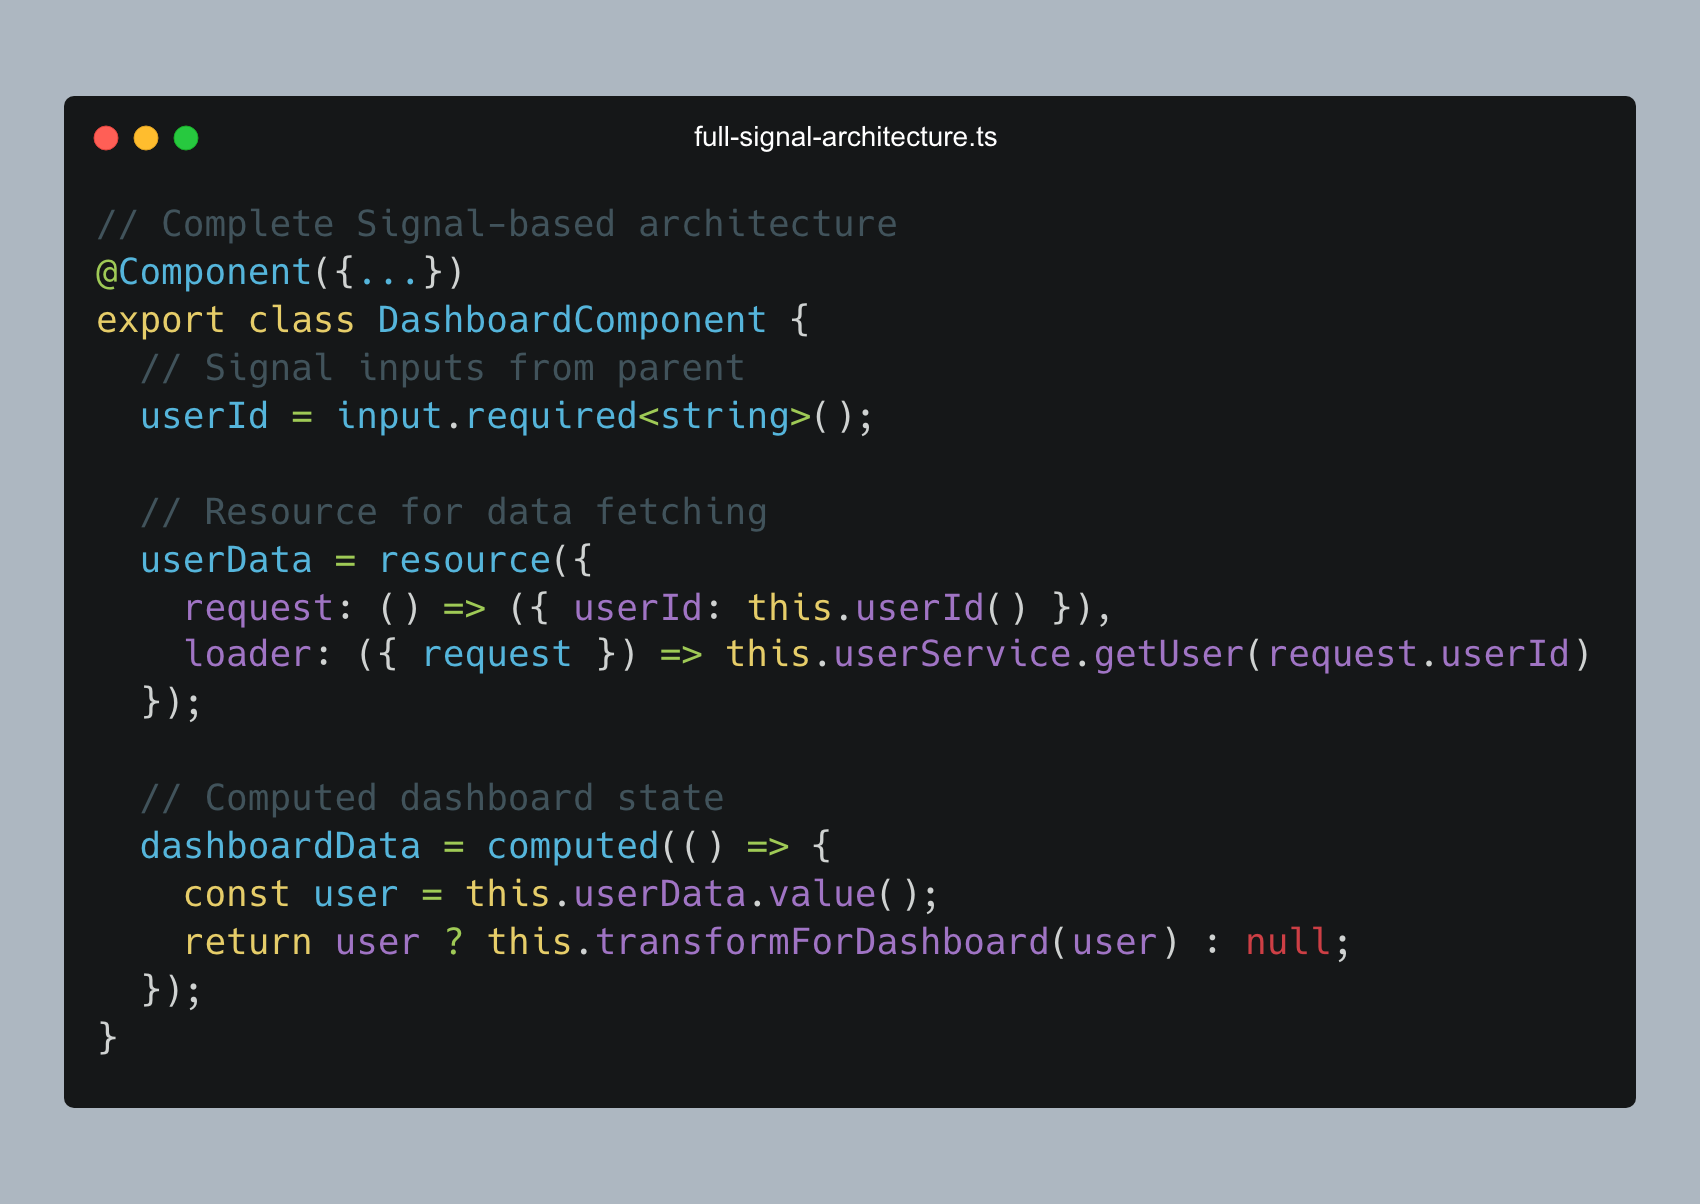 full-signal-architecture.ts
// Complete Signal-based architecture
@Component({...})
export class DashboardComponent {
  // Signal inputs from parent
  userId = input.required<string>();

  // Resource for data fetching
  userData = resource({
    request: () => ({ userId: this.userId() }),
    loader: ({ request }) => this.userService.getUser(request.userId)
  });

  // Computed dashboard state
  dashboardData = computed(() => {
    const user = this.userData.value();
    return user ? this.transformForDashboard(user) : null;
  });
}